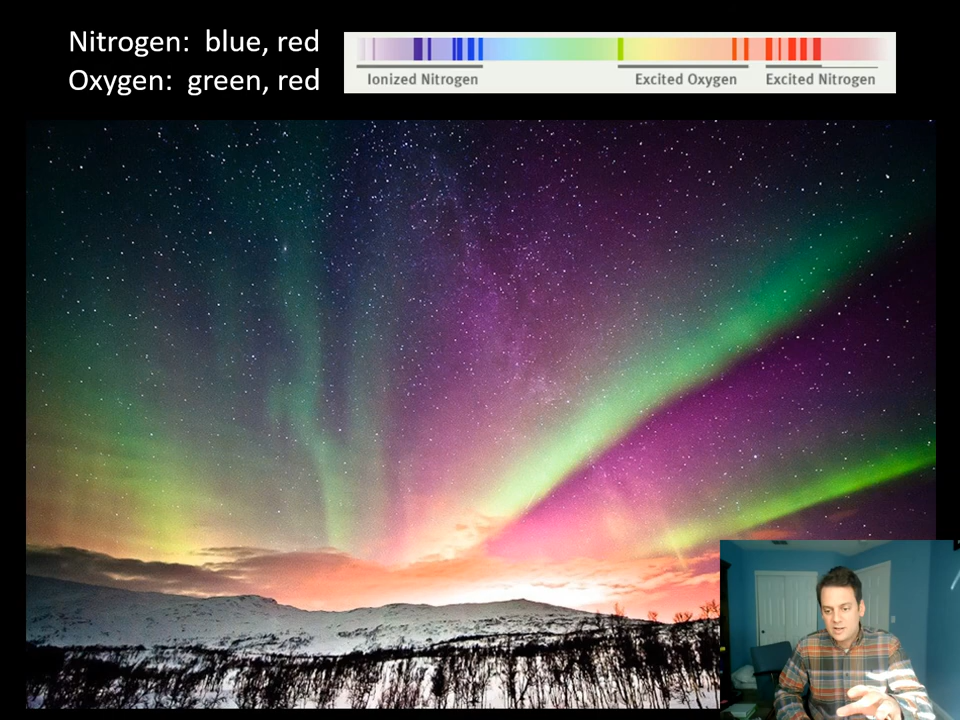 Nitrogen: blue, red
Oxygen: green, red
Ionized Nitrogen
Excited Oxygen
Excited Nitrogen